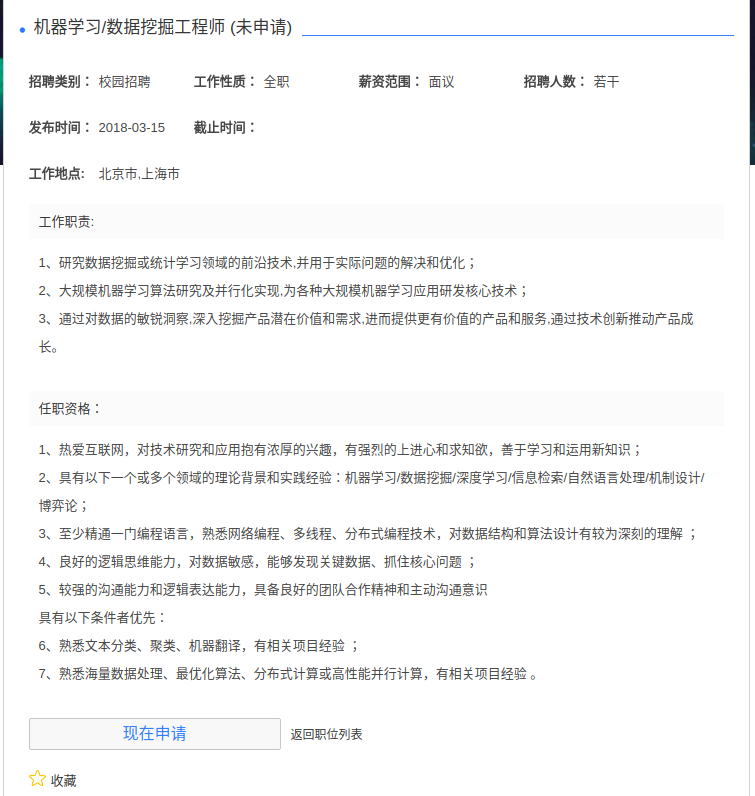 机器学习/数据挖掘工程师 (未申请)
招聘类别： 校园招聘 工作性质： 全职 薪资范围： 面议 招聘人数： 若干
发布时间： 2018-03-15 截止时间：
工作地点: 北京市,上海市
工作职责:
1、研究数据挖掘或统计学习领域的前沿技术,并用于实际问题的解决和优化；
2、大规模机器学习算法研究及并行化实现,为各种大规模机器学习应用研发核心技术；
3、通过对数据的敏锐洞察,深入挖掘产品潜在价值和需求,进而提供更有价值的产品和服务,通过技术创新推动产品成
长。
任职资格：
1、热爱互联网，对技术研究和应用抱有浓厚的兴趣，有强烈的上进心和求知欲，善于学习和运用新知识；
2、具有以下一个或多个领域的理论背景和实践经验：机器学习/数据挖掘/深度学习/信息检索/自然语言处理/机制设计/
博弈论；
3、至少精通一门编程语言，熟悉网络编程、多线程、分布式编程技术，对数据结构和算法设计有较为深刻的理解 ；
4、良好的逻辑思维能力，对数据敏感，能够发现关键数据、抓住核心问题 ；
5、较强的沟通能力和逻辑表达能力，具备良好的团队合作精神和主动沟通意识
具有以下条件者优先：
6、熟悉文本分类、聚类、机器翻译，有相关项目经验 ；
7、熟悉海量数据处理、最优化算法、分布式计算或高性能并行计算，有相关项目经验 。
现在申请 返回职位列表
收藏